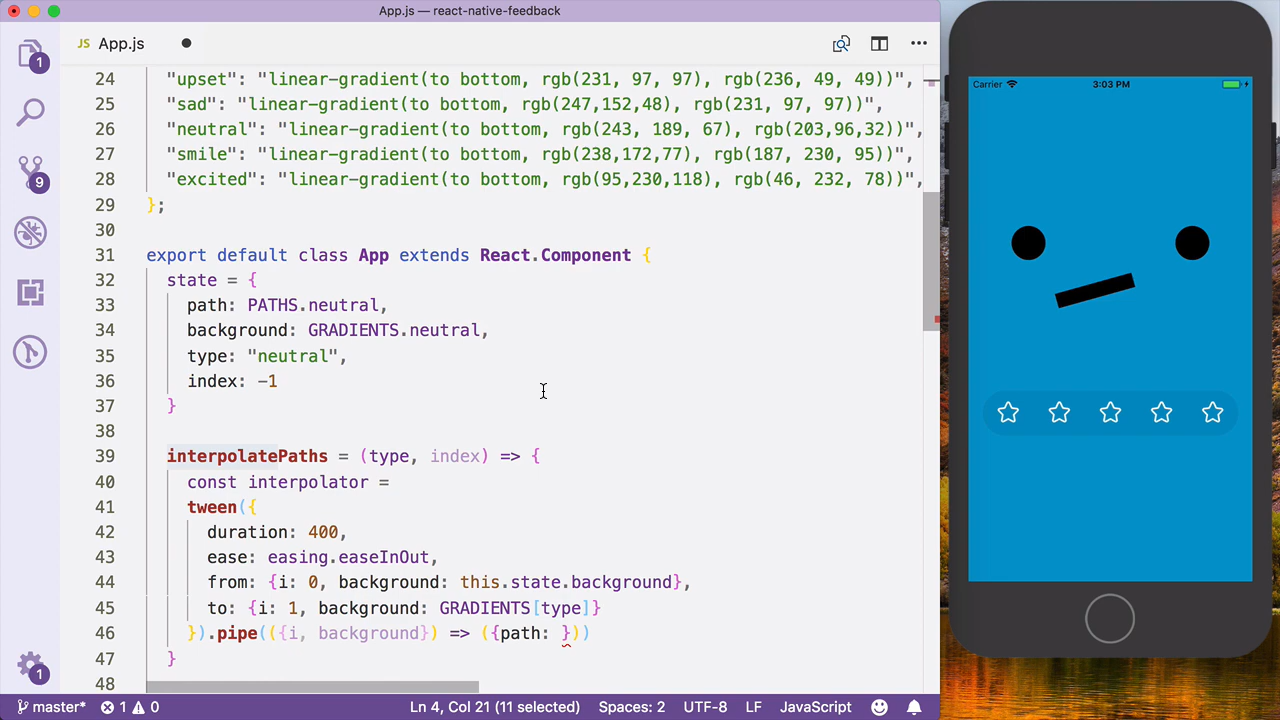 App.js — react-native-feedback
JS App.js
24 "upset": "linear-gradient(to bottom, rgb(231, 97, 97), rgb(236, 49, 49))",
25 "sad": "linear-gradient(to bottom, rgb(247,152,48), rgb(231, 97, 97))",
26 "neutral": "linear-gradient(to bottom, rgb(243, 189, 67), rgb(203,96,32))",
27 "smile": "linear-gradient(to bottom, rgb(238,172,77), rgb(187, 230, 95))",
28 "excited": "linear-gradient(to bottom, rgb(95,230,118), rgb(46, 232, 78))",
29 };
30
31 export default class App extends React.Component {
32 state = {
33 path: PATHS.neutral,
34 background: GRADIENTS.neutral,
35 type: "neutral",
36 index: -1
37 }
38
39 interpolatePaths = (type, index) => {
40 const interpolator =
41 tween({
42 duration: 400,
43 ease: easing.easeInOut,
44 from: {i: 0, background: this.state.background},
45 to: {i: 1, background: GRADIENTS[type]}
46 }).pipe(({i, background}) => ({path: }))
47 }
48
1
9
1
master* 1 0 Ln 4, Col 21 (11 selected) Spaces: 2 UTF-8 LF JavaScript
Carrier 3:03 PM